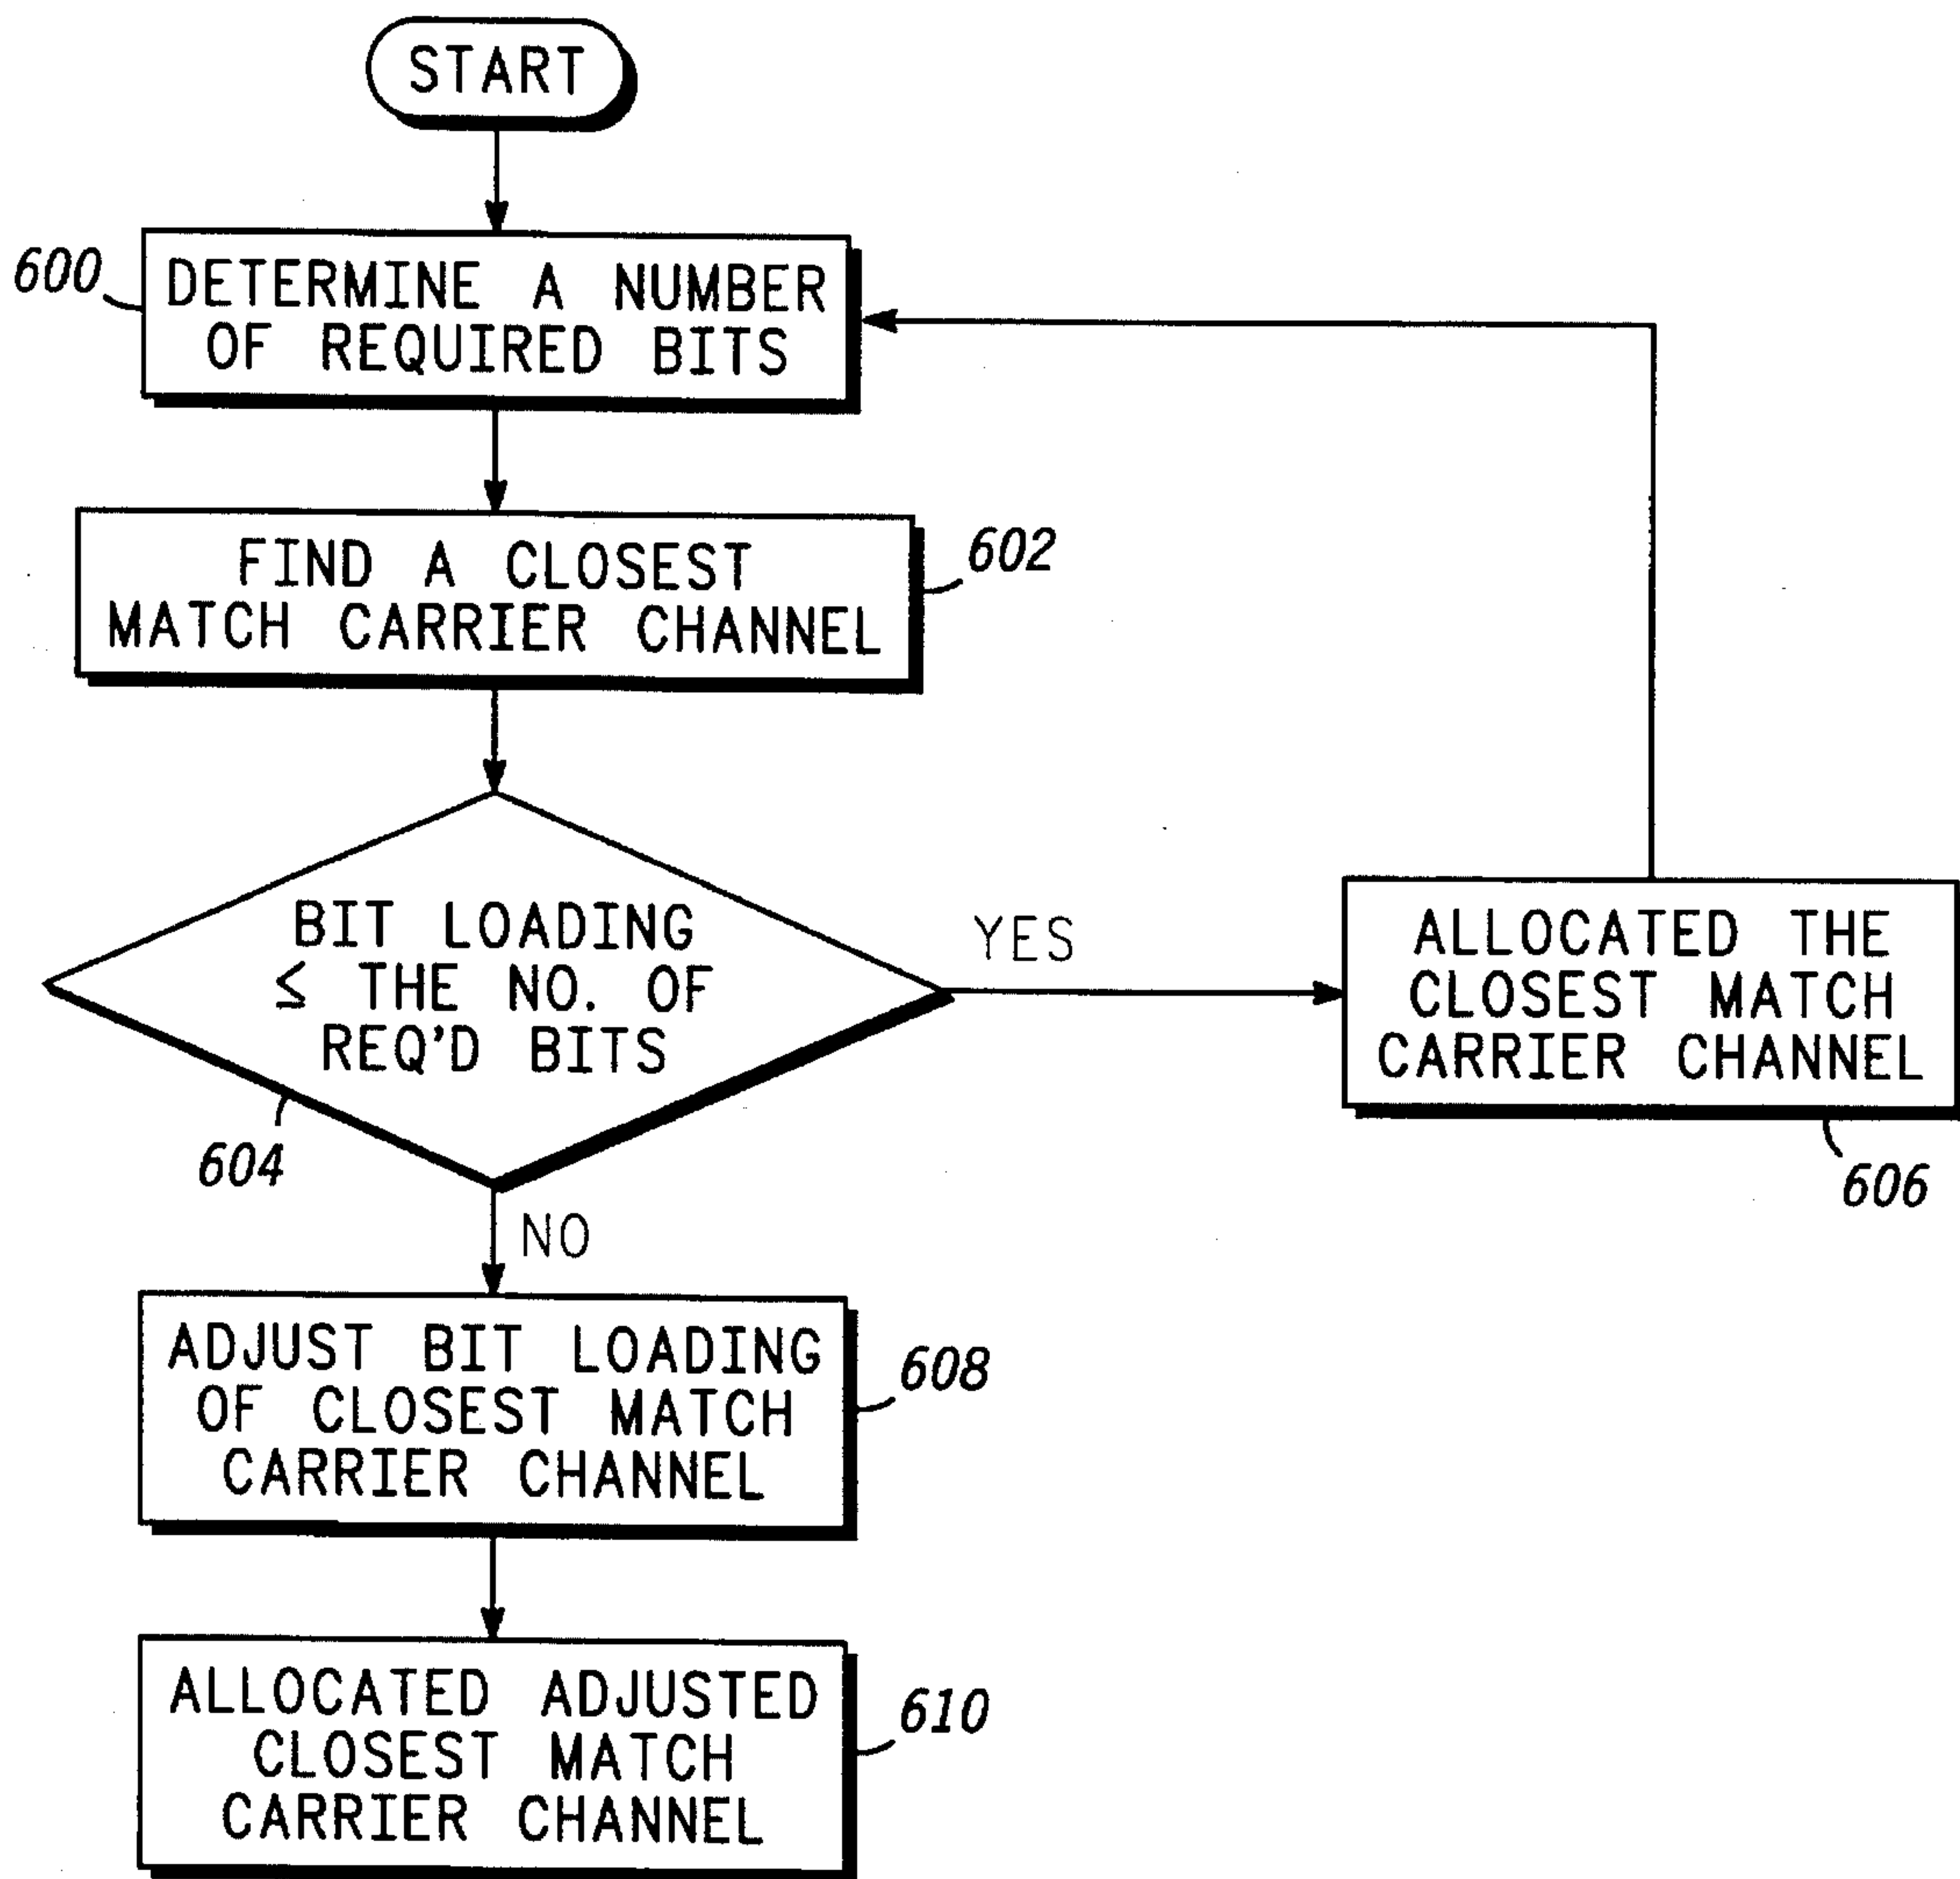 START
600
DETERMINE A NUMBER
OF REQUIRED BITS
FIND A CLOSEST
MATCH CARRIER CHANNEL
602
BIT LOADING
≤ THE NO. OF
REQ'D BITS
604
YES
ALLOCATED THE
CLOSEST MATCH
CARRIER CHANNEL
606
NO
ADJUST BIT LOADING
OF CLOSEST MATCH
CARRIER CHANNEL
608
ALLOCATED ADJUSTED
CLOSEST MATCH
CARRIER CHANNEL
610